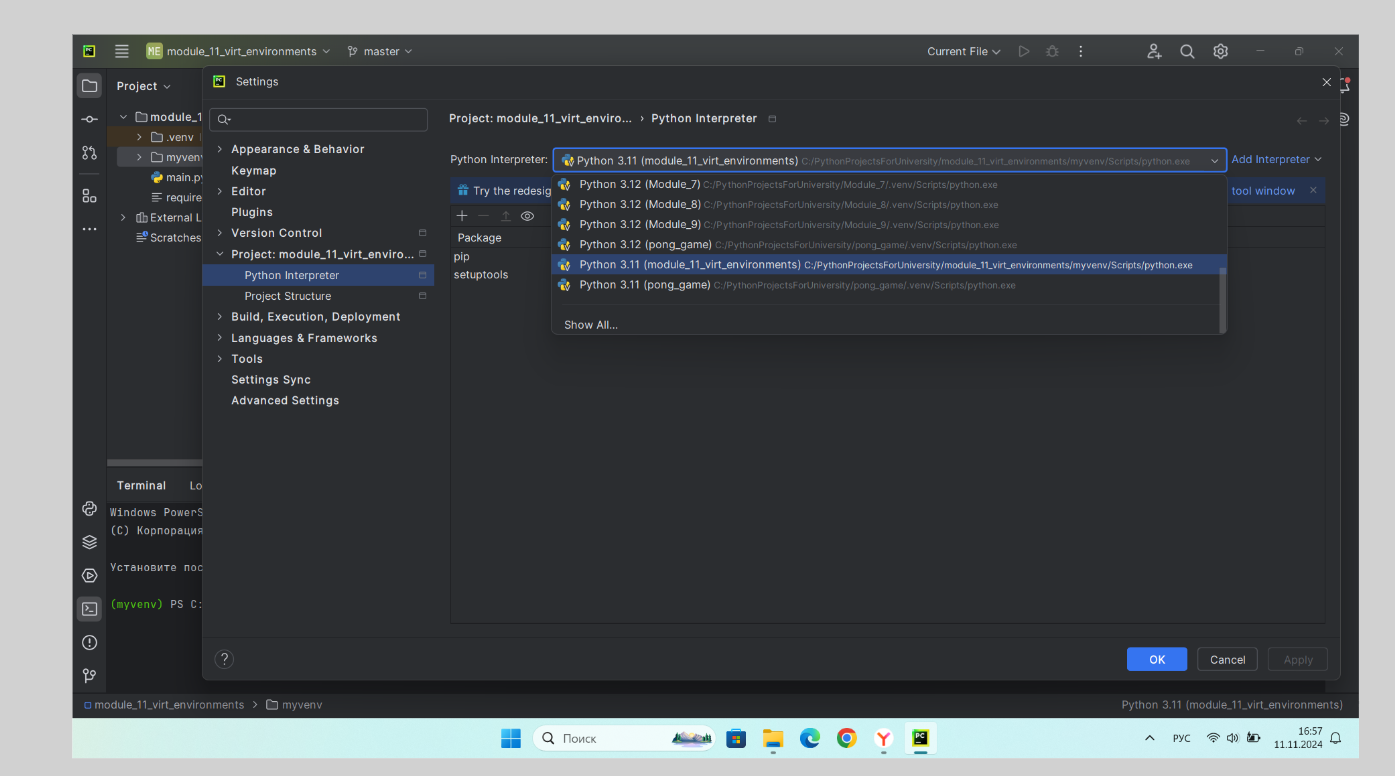 PC ME module_11_virt_environments master Current File
Project
Settings
module_1
.venv
myven
main.py
require
External L
Scratches
Appearance & Behavior
Keymap
Editor
Plugins
Version Control
Project: module_11_virt_enviro...
Python Interpreter
Project Structure
Build, Execution, Deployment
Languages & Frameworks
Tools
Settings Sync
Advanced Settings
Project: module_11_virt_enviro... › Python Interpreter
Python Interpreter: Python 3.11 (module_11_virt_environments) C:/PythonProjectsForUniversity/module_11_virt_environments/myvenv/Scripts/python.exe Add Interpreter
Try the redesig tool window
Package
pip
setuptools
Python 3.12 (Module_7) C:/PythonProjectsForUniversity/Module_7/.venv/Scripts/python.exe
Python 3.12 (Module_8) C:/PythonProjectsForUniversity/Module_8/.venv/Scripts/python.exe
Python 3.12 (Module_9) C:/PythonProjectsForUniversity/Module_9/.venv/Scripts/python.exe
Python 3.12 (pong_game) C:/PythonProjectsForUniversity/pong_game/.venv/Scripts/python.exe
Python 3.11 (module_11_virt_environments) C:/PythonProjectsForUniversity/module_11_virt_environments/myvenv/Scripts/python.exe
Python 3.11 (pong_game) C:/PythonProjectsForUniversity/pong_game/.venv/Scripts/python.exe
Show All...
Terminal Lo
Windows PowerS
(C) Корпорация
Установите пос
(myvenv) PS C:
? OK Cancel Apply
module_11_virt_environments > myvenv Python 3.11 (module_11_virt_environments)
Поиск РУС 16:57
11.11.2024